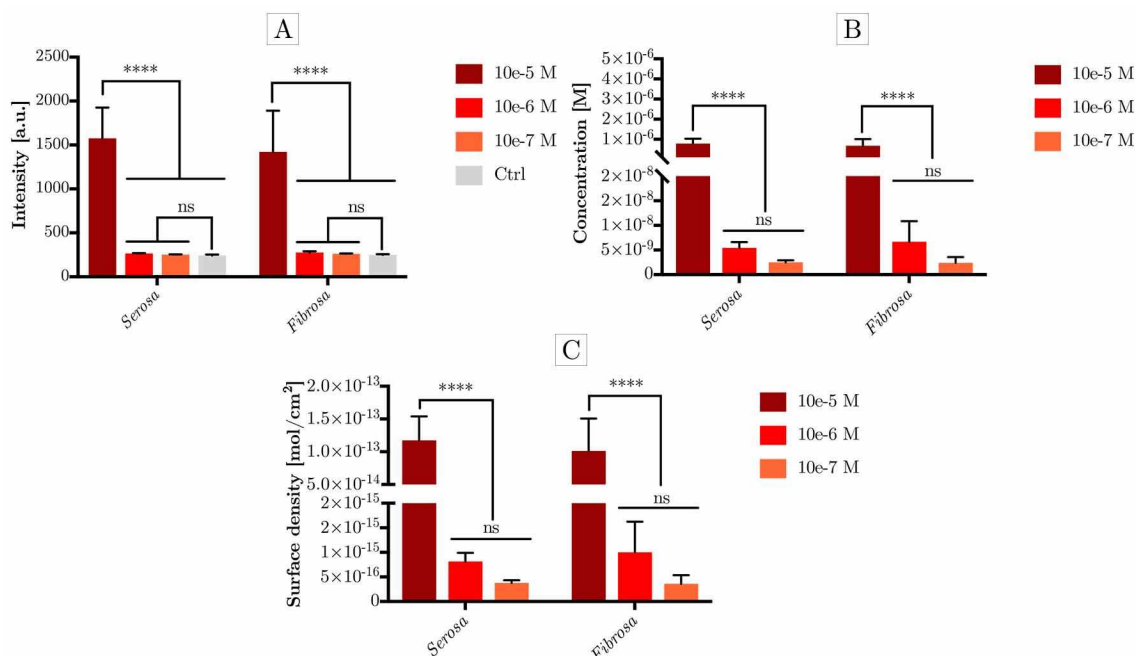 A
Intensity [a.u.]
2500
2000
1500
1000
500
0
****
****
ns
ns
Serosa
Fibrosa
10e-5 M
10e-6 M
10e-7 M
Ctrl
B
Concentration [M]
5×10^-6
4×10^-6
3×10^-6
2×10^-6
1×10^-6
2×10^-8
2×10^-8
1×10^-8
5×10^-9
0
****
****
ns
ns
Serosa
Fibrosa
10e-5 M
10e-6 M
10e-7 M
C
Surface density [mol/cm²]
2.0×10^-13
1.5×10^-13
1.0×10^-13
5.0×10^-14
2×10^-15
2×10^-15
1×10^-15
5×10^-16
0
****
****
ns
ns
Serosa
Fibrosa
10e-5 M
10e-6 M
10e-7 M